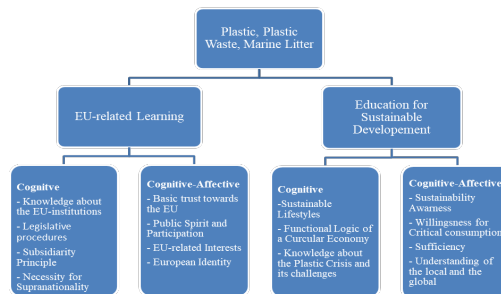 Plastic, Plastic
Waste, Marine Litter
EU-related Learning
Education for
Sustainable
Developement
Cognitve
- Knowledge about
the EU-institutions
- Legislative
procedures
- Subsidiarity
Principle
- Necessity for
Supranationality
Cognitive-Affective
- Basic trust towards
the EU
- Public Spirit and
Participation
- EU-related Interests
- European Identity
Cognitive
-Sustainable
Lifestyles
- Functional Logic of
a Curcular Economy
- Knowledge about
the Plastic Crisis and
its challenges
Cognitive-Affective
- Sustainability
Awarness
- Willingsness for
Critical consumption
- Sufficiency
- Understanding of
the local and the
global